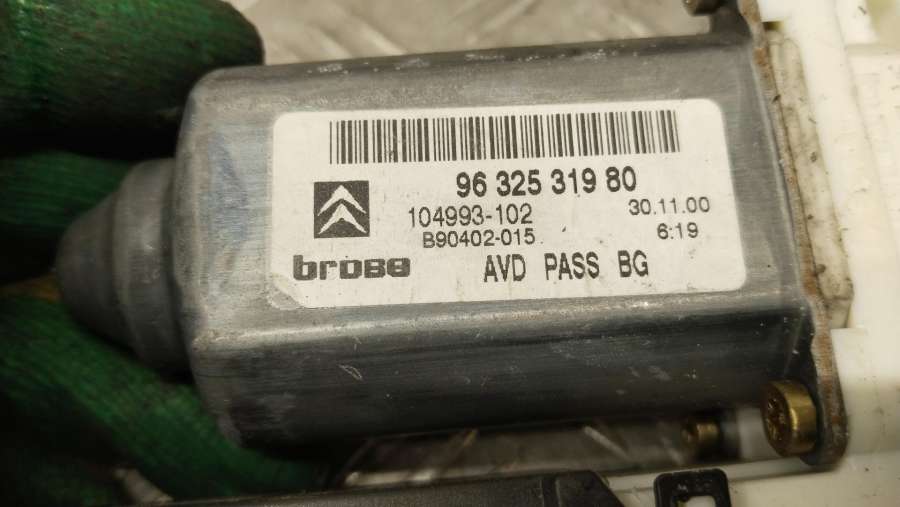 96 325 319 80
104993-102 30.11.00
B90402-015 6:19
brose AVD PASS BG